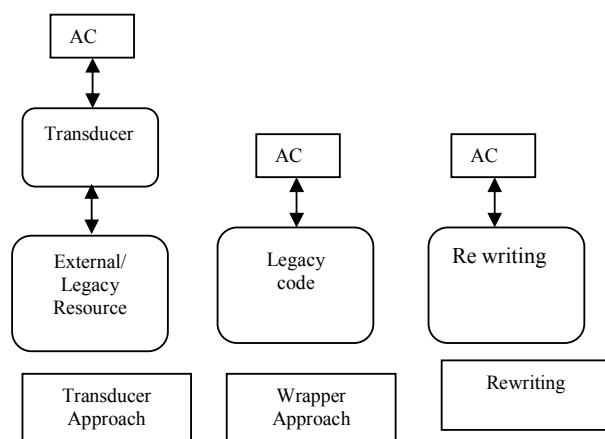 AC
Transducer
External/
Legacy
Resource
Transducer
Approach
AC
Legacy
code
Wrapper
Approach
AC
Re writing
Rewriting